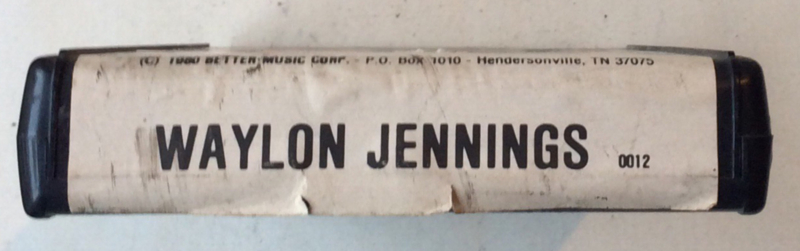 (C) 1980 BETTER MUSIC CORP. - P.O. Box 1010 - Hendersonville, TN 37075
WAYLON JENNINGS 0012